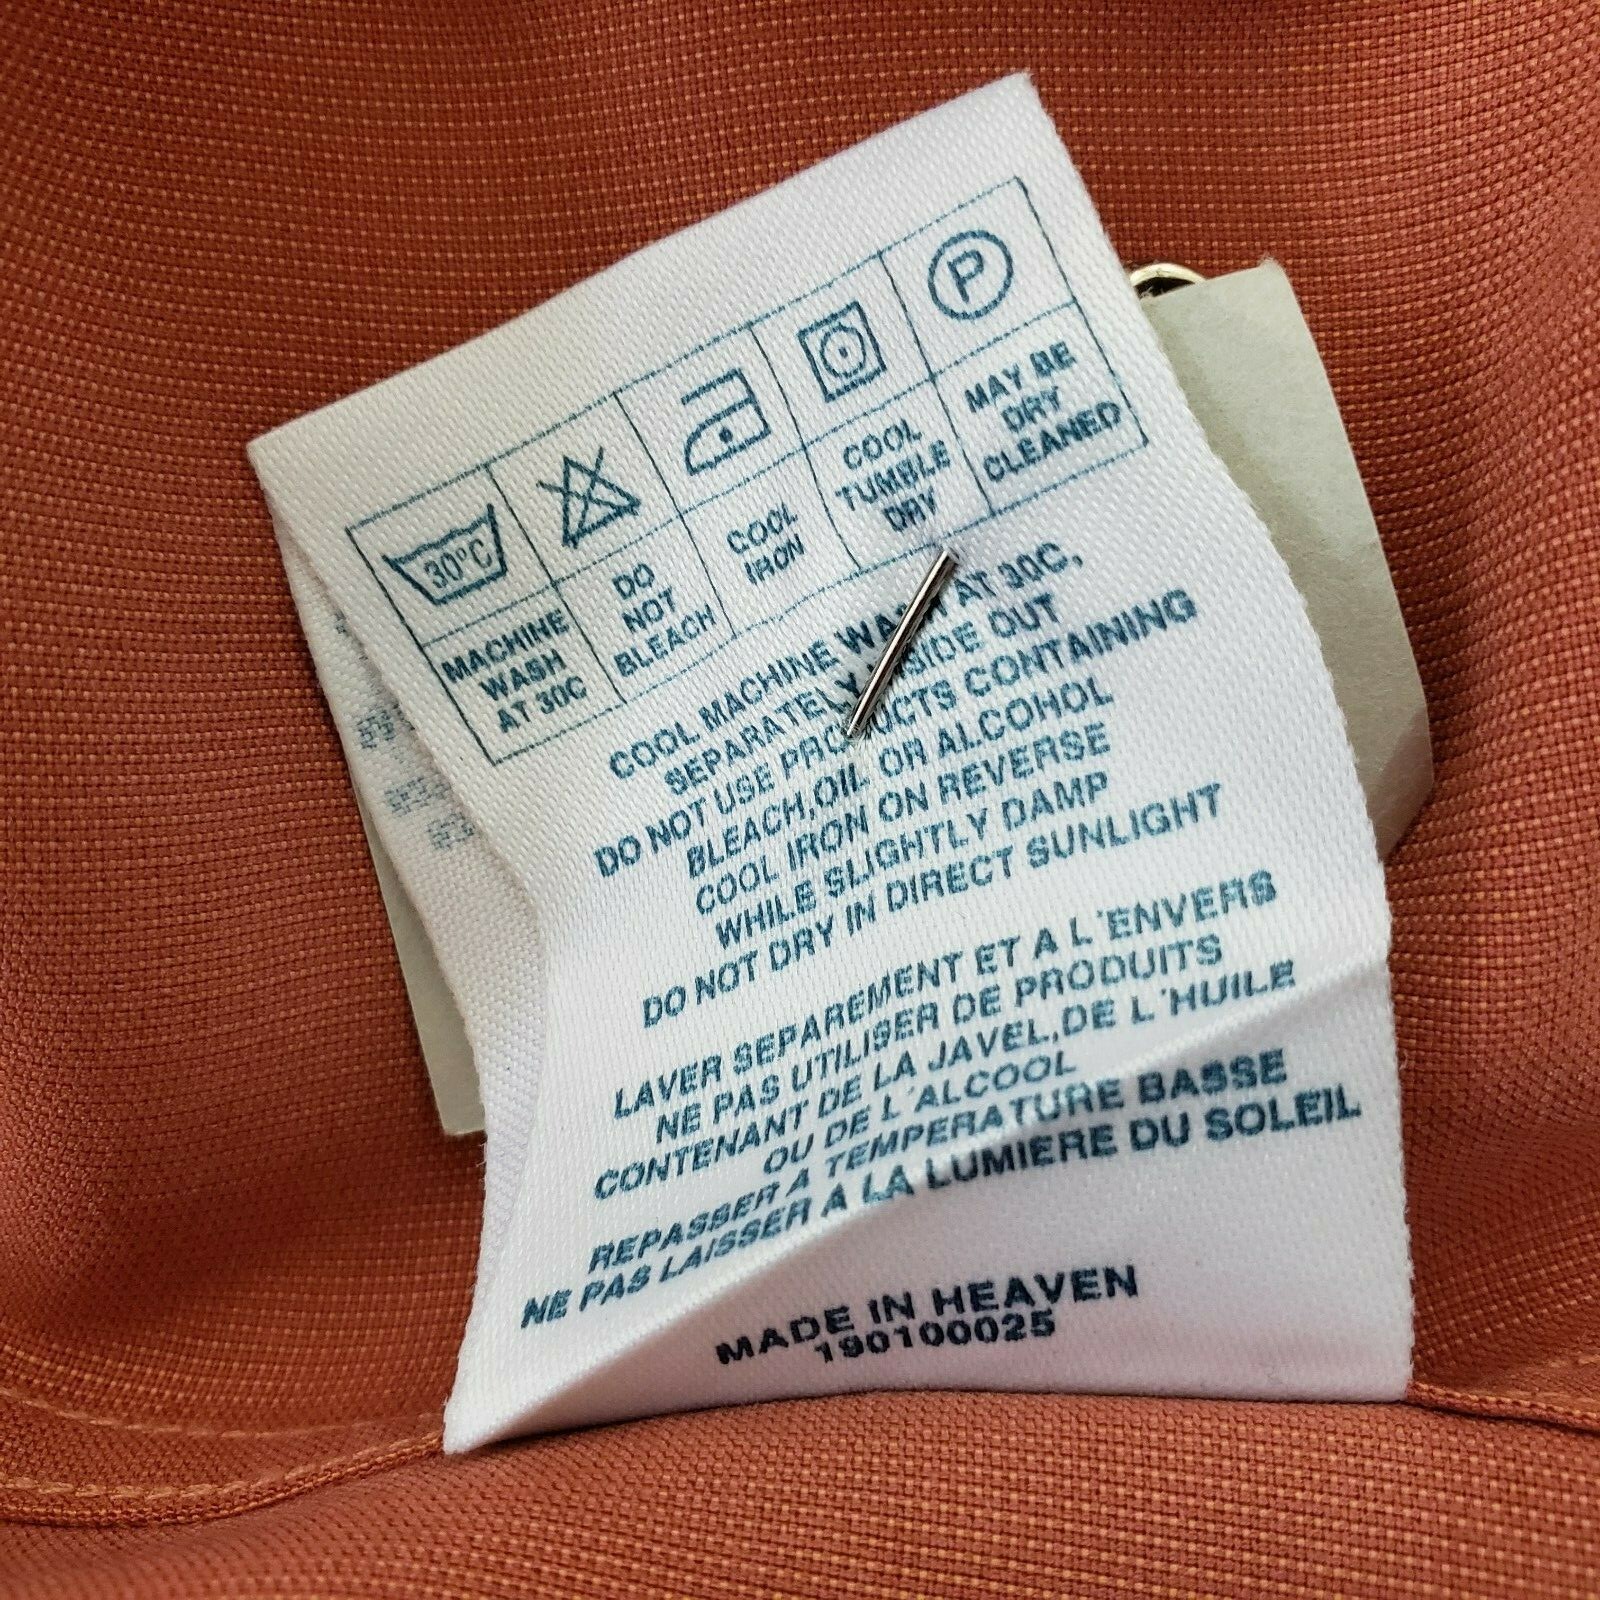 P
30°C
MACHINE
WASH
AT 30C
DO
NOT
BLEACH
COOL
IRON
COOL
TUMBLE
DRY
MAY BE
DRY
CLEANED
COOL MACHINE WASH AT 30C,
SEPARATELY INSIDE OUT
DO NOT USE PRODUCTS CONTAINING
BLEACH,OIL OR ALCOHOL
COOL IRON ON REVERSE
WHILE SLIGHTLY DAMP
DO NOT DRY IN DIRECT SUNLIGHT
LAVER SEPAREMENT ET A L'ENVERS
NE PAS UTILISER DE PRODUITS
CONTENANT DE LA JAVEL,DE L'HUILE
OU DE L'ALCOOL
REPASSER A TEMPERATURE BASSE
NE PAS LAISSER A LA LUMIERE DU SOLEIL
MADE IN HEAVEN
190100025